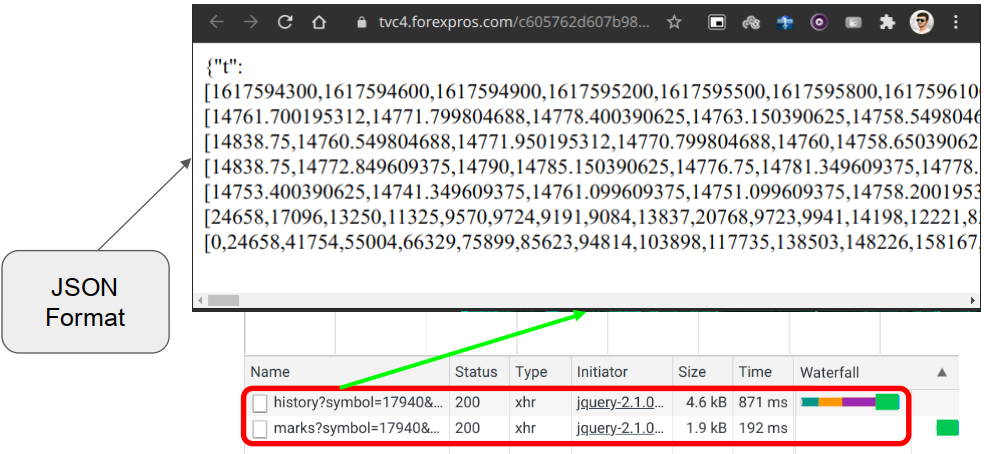 tvc4.forexpros.com/c605762d607b98...
{"t":
[1617594300,1617594600,1617594900,1617595200,1617595500,1617595800,161759610
[14761.700195312,14771.799804688,14778.400390625,14763.150390625,14758.5498046
[14838.75,14760.549804688,14771.950195312,14770.799804688,14760,14758.65039062
[14838.75,14772.849609375,14790,14785.150390625,14776.75,14781.349609375,14778.
[14753.400390625,14741.349609375,14761.099609375,14751.099609375,14758.2001953
[24658,17096,13250,11325,9570,9724,9191,9084,13837,20768,9723,9941,14198,12221,8
[0,24658,41754,55004,66329,75899,85623,94814,103898,117735,138503,148226,158167
JSON
Format
Name Status Type Initiator Size Time Waterfall
history?symbol=17940&... 200 xhr jquery-2.1.0... 4.6 kB 871 ms
marks?symbol=17940&... 200 xhr jquery-2.1.0... 1.9 kB 192 ms